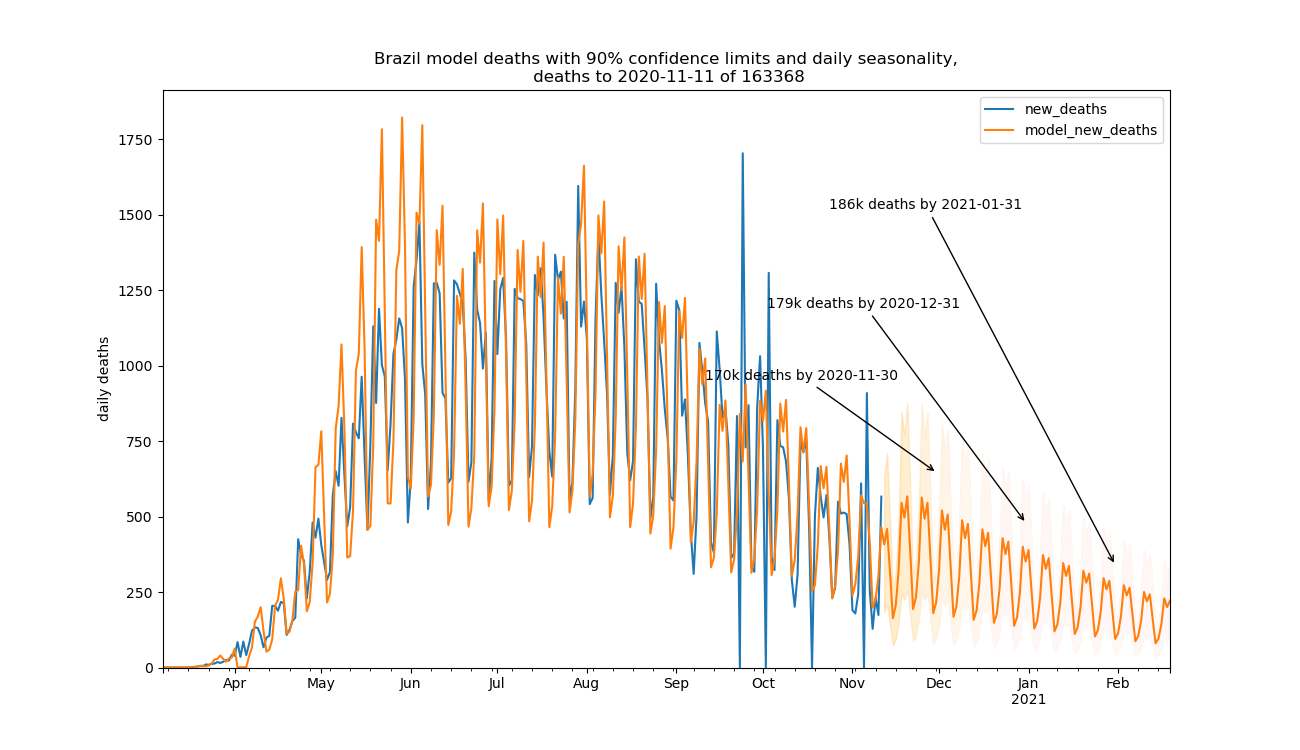 Brazil model deaths with 90% confidence limits and daily seasonality,
deaths to 2020-11-11 of 163368
new_deaths
model_new_deaths
1750
1500
1250
1000
750
500
250
0
daily deaths
186k deaths by 2021-01-31
179k deaths by 2020-12-31
170k deaths by 2020-11-30
Apr May Jun Jul Aug Sep Oct Nov Dec Jan Feb
2021